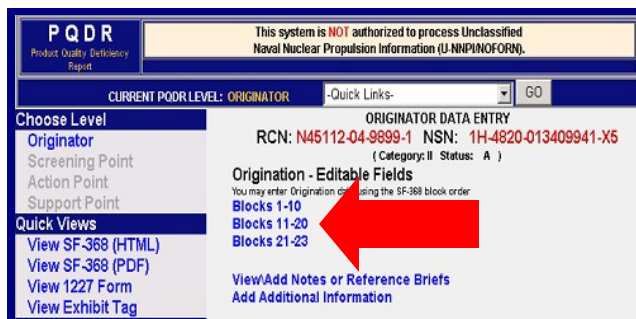 PQDR
Product Quality Deficiency
Report
This system is NOT authorized to process Unclassified
Naval Nuclear Propulsion Information (U-NNPI/NOFORN).
CURRENT PQDR LEVEL: ORIGINATOR
-Quick Links-
GO
Choose Level
Originator
Screening Point
Action Point
Support Point
Quick Views
View SF-368 (HTML)
View SF-368 (PDF)
View 1227 Form
View Exhibit Tag
ORIGINATOR DATA ENTRY
RCN: N45112-04-9899-1 NSN: 1H-4820-013409941-X5
( Category: II Status: A )
Origination - Editable Fields
You may enter Origination using the SF-368 block order
Blocks 1-10
Blocks 11-20
Blocks 21-23
View\Add Notes or Reference Briefs
Add Additional Information